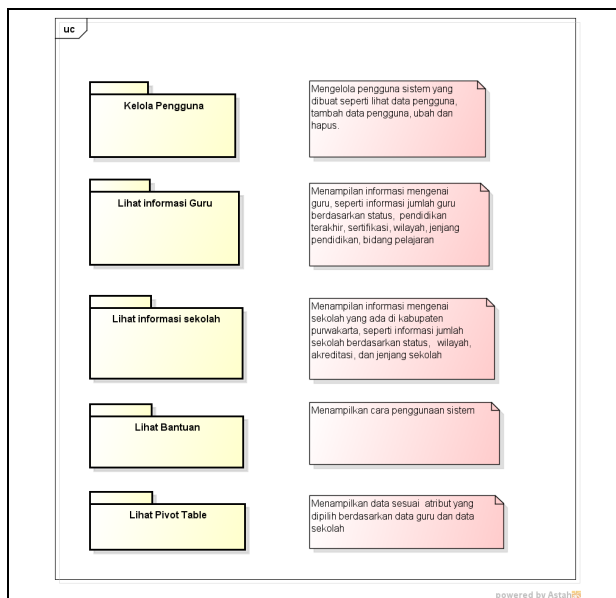 uc
Kelola Pengguna
Mengelola pengguna sistem yang
dibuat seperti lihat data pengguna,
tambah data pengguna, ubah dan
hapus.
Lihat informasi Guru
Menampilan informasi mengenai
guru, seperti informasi jumlah guru
berdasarkan status, pendidikan
terakhir, sertifikasi, wilayah, jenjang
pendidikan, bidang pelajaran
Lihat informasi sekolah
Menampilan informasi mengenai
sekolah yang ada di kabupaten
purwakarta, seperti informasi jumlah
sekolah berdasarkan status, wilayah,
akreditasi, dan jenjang sekolah
Lihat Bantuan
Menampilkan cara penggunaan sistem
Lihat Pivot Table
Menampilkan data sesuai atribut yang
dipilih berdasarkan data guru dan data
sekolah
powered by Astah